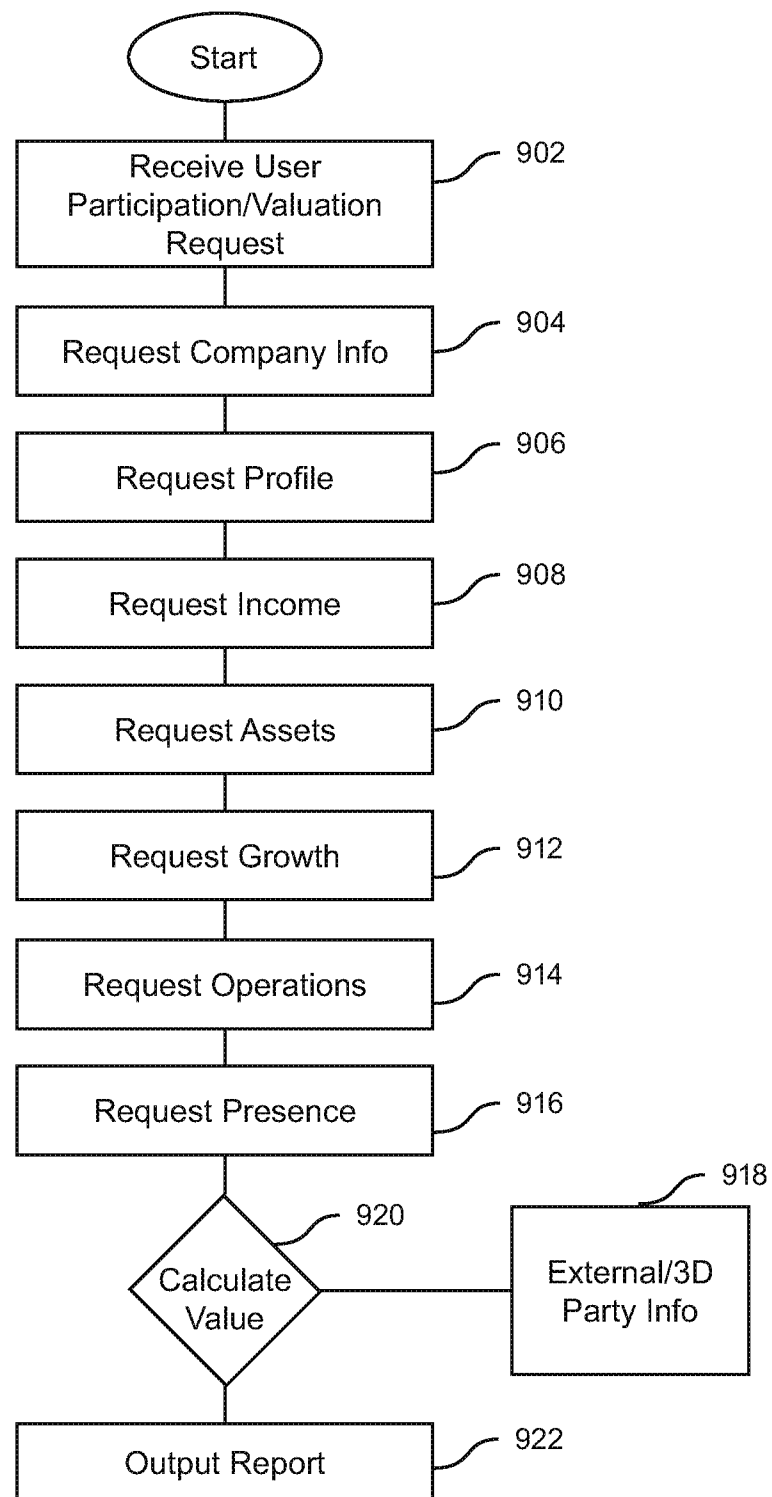 Start
Receive User
Participation/Valuation
Request
902
Request Company Info
904
Request Profile
906
Request Income
908
Request Assets
910
Request Growth
912
Request Operations
914
Request Presence
916
918
920
Calculate
Value
External/3D
Party Info
Output Report
922